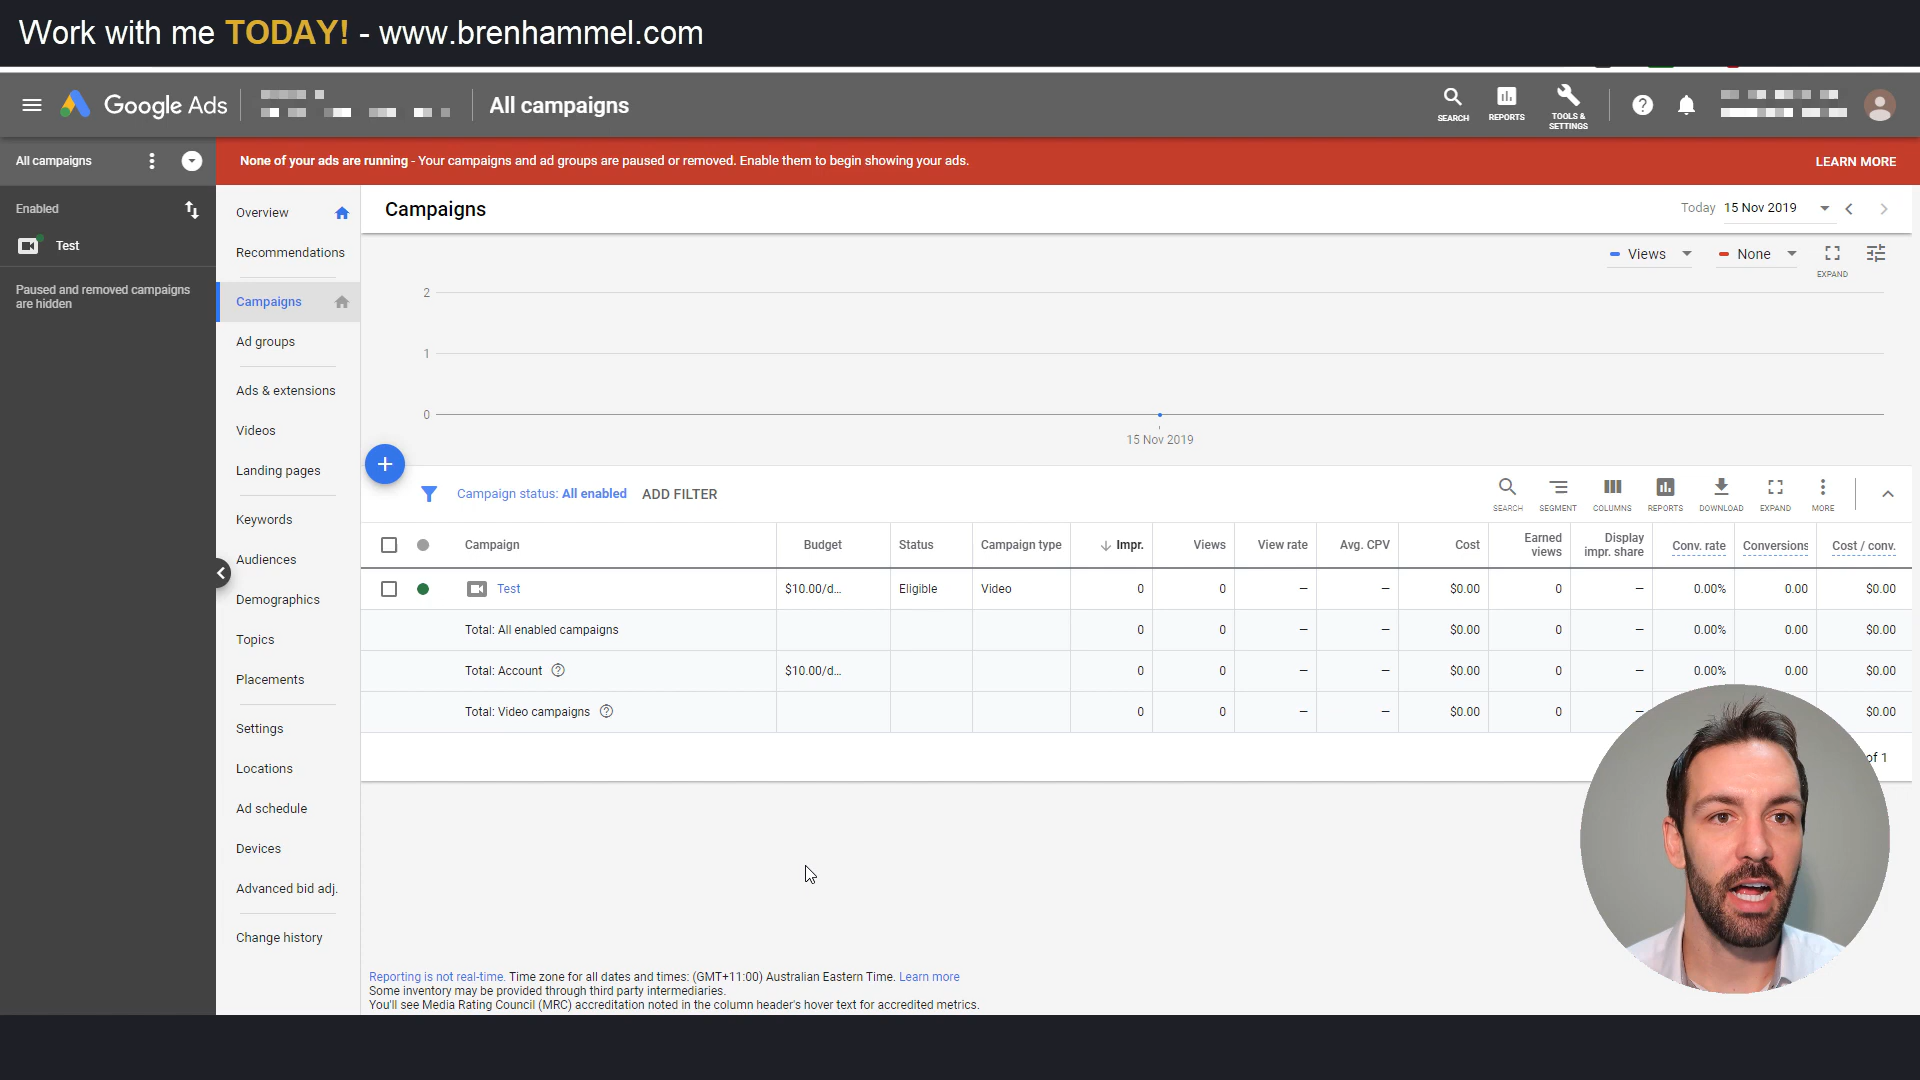 Work with me TODAY! - www.brenhammel.com
Google Ads
All campaigns
SEARCH
REPORTS
TOOLS &
SETTINGS
All campaigns
None of your ads are running - Your campaigns and ad groups are paused or removed. Enable them to begin showing your ads.
LEARN MORE
Enabled
Test
Paused and removed campaigns
are hidden
Overview
Recommendations
Campaigns
Ad groups
Ads & extensions
Videos
Landing pages
Keywords
Audiences
Demographics
Topics
Placements
Settings
Locations
Ad schedule
Devices
Advanced bid adj.
Change history
Campaigns
Today 15 Nov 2019
Views
None
EXPAND
2
1
0
15 Nov 2019
Campaign status: All enabled ADD FILTER
SEARCH
SEGMENT
COLUMNS
REPORTS
DOWNLOAD
EXPAND
MORE
Campaign Budget Status Campaign type Impr. Views View rate Avg. CPV Cost Earned views Display impr. share Conv. rate Conversions Cost / conv.
Test $10.00/d... Eligible Video 0 0 – – $0.00 0 – 0.00% 0.00 $0.00
Total: All enabled campaigns 0 0 – – $0.00 0 – 0.00% 0.00 $0.00
Total: Account $10.00/d... 0 0 – – $0.00 0 – 0.00% 0.00 $0.00
Total: Video campaigns 0 0 – – $0.00 0 – $0.00
of 1
Reporting is not real-time. Time zone for all dates and times: (GMT+11:00) Australian Eastern Time. Learn more
Some inventory may be provided through third party intermediaries.
You'll see Media Rating Council (MRC) accreditation noted in the column header's hover text for accredited metrics.